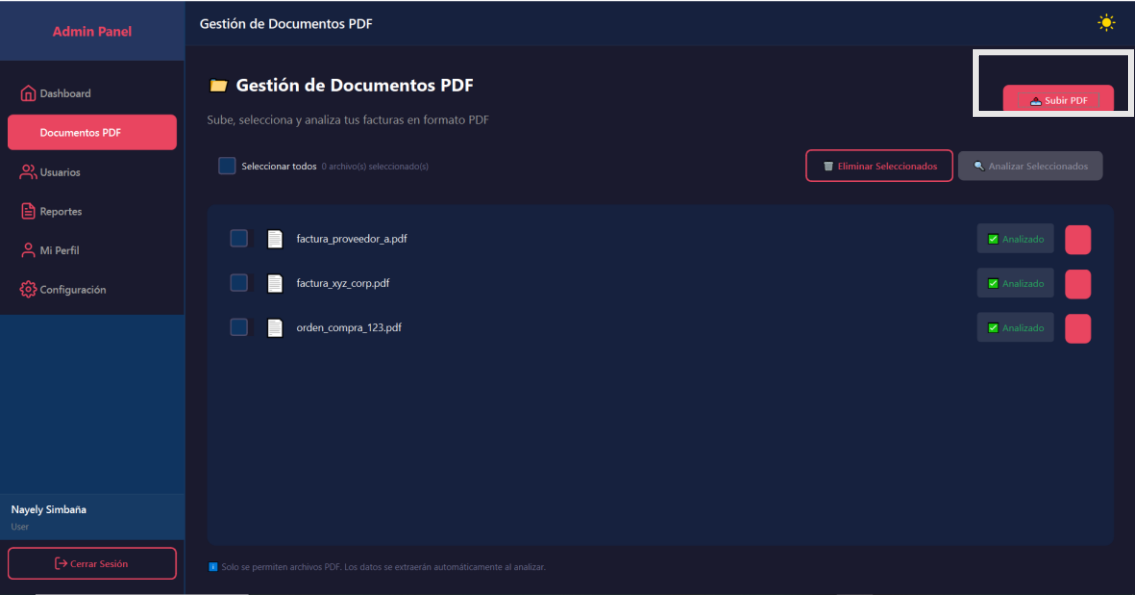 Admin Panel
Gestión de Documentos PDF
Dashboard
Documentos PDF
Usuarios
Reportes
Mi Perfil
Configuración
Nayely Simbaña
User
Cerrar Sesión
Gestión de Documentos PDF
Subir PDF
Sube, selecciona y analiza tus facturas en formato PDF
Seleccionar todos 0 archivo(s) seleccionado(s)
Eliminar Seleccionados
Analizar Seleccionados
factura_proveedor_a.pdf
Analizado
factura_xyz_corp.pdf
Analizado
orden_compra_123.pdf
Analizado
Solo se permiten archivos PDF. Los datos se extraerán automáticamente al analizar.